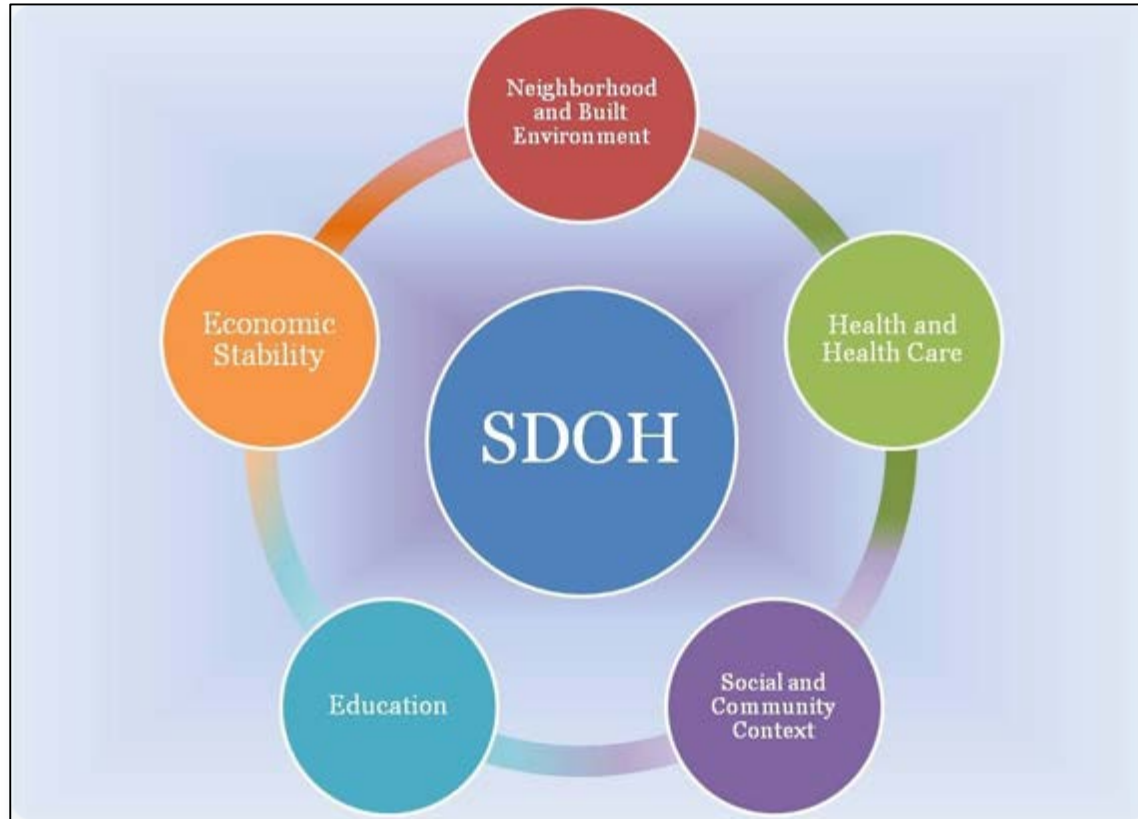 Neighborhood
and Built
Environment
Economic
Stability
Health and
Health Care
SDOH
Education
Social and
Community
Context